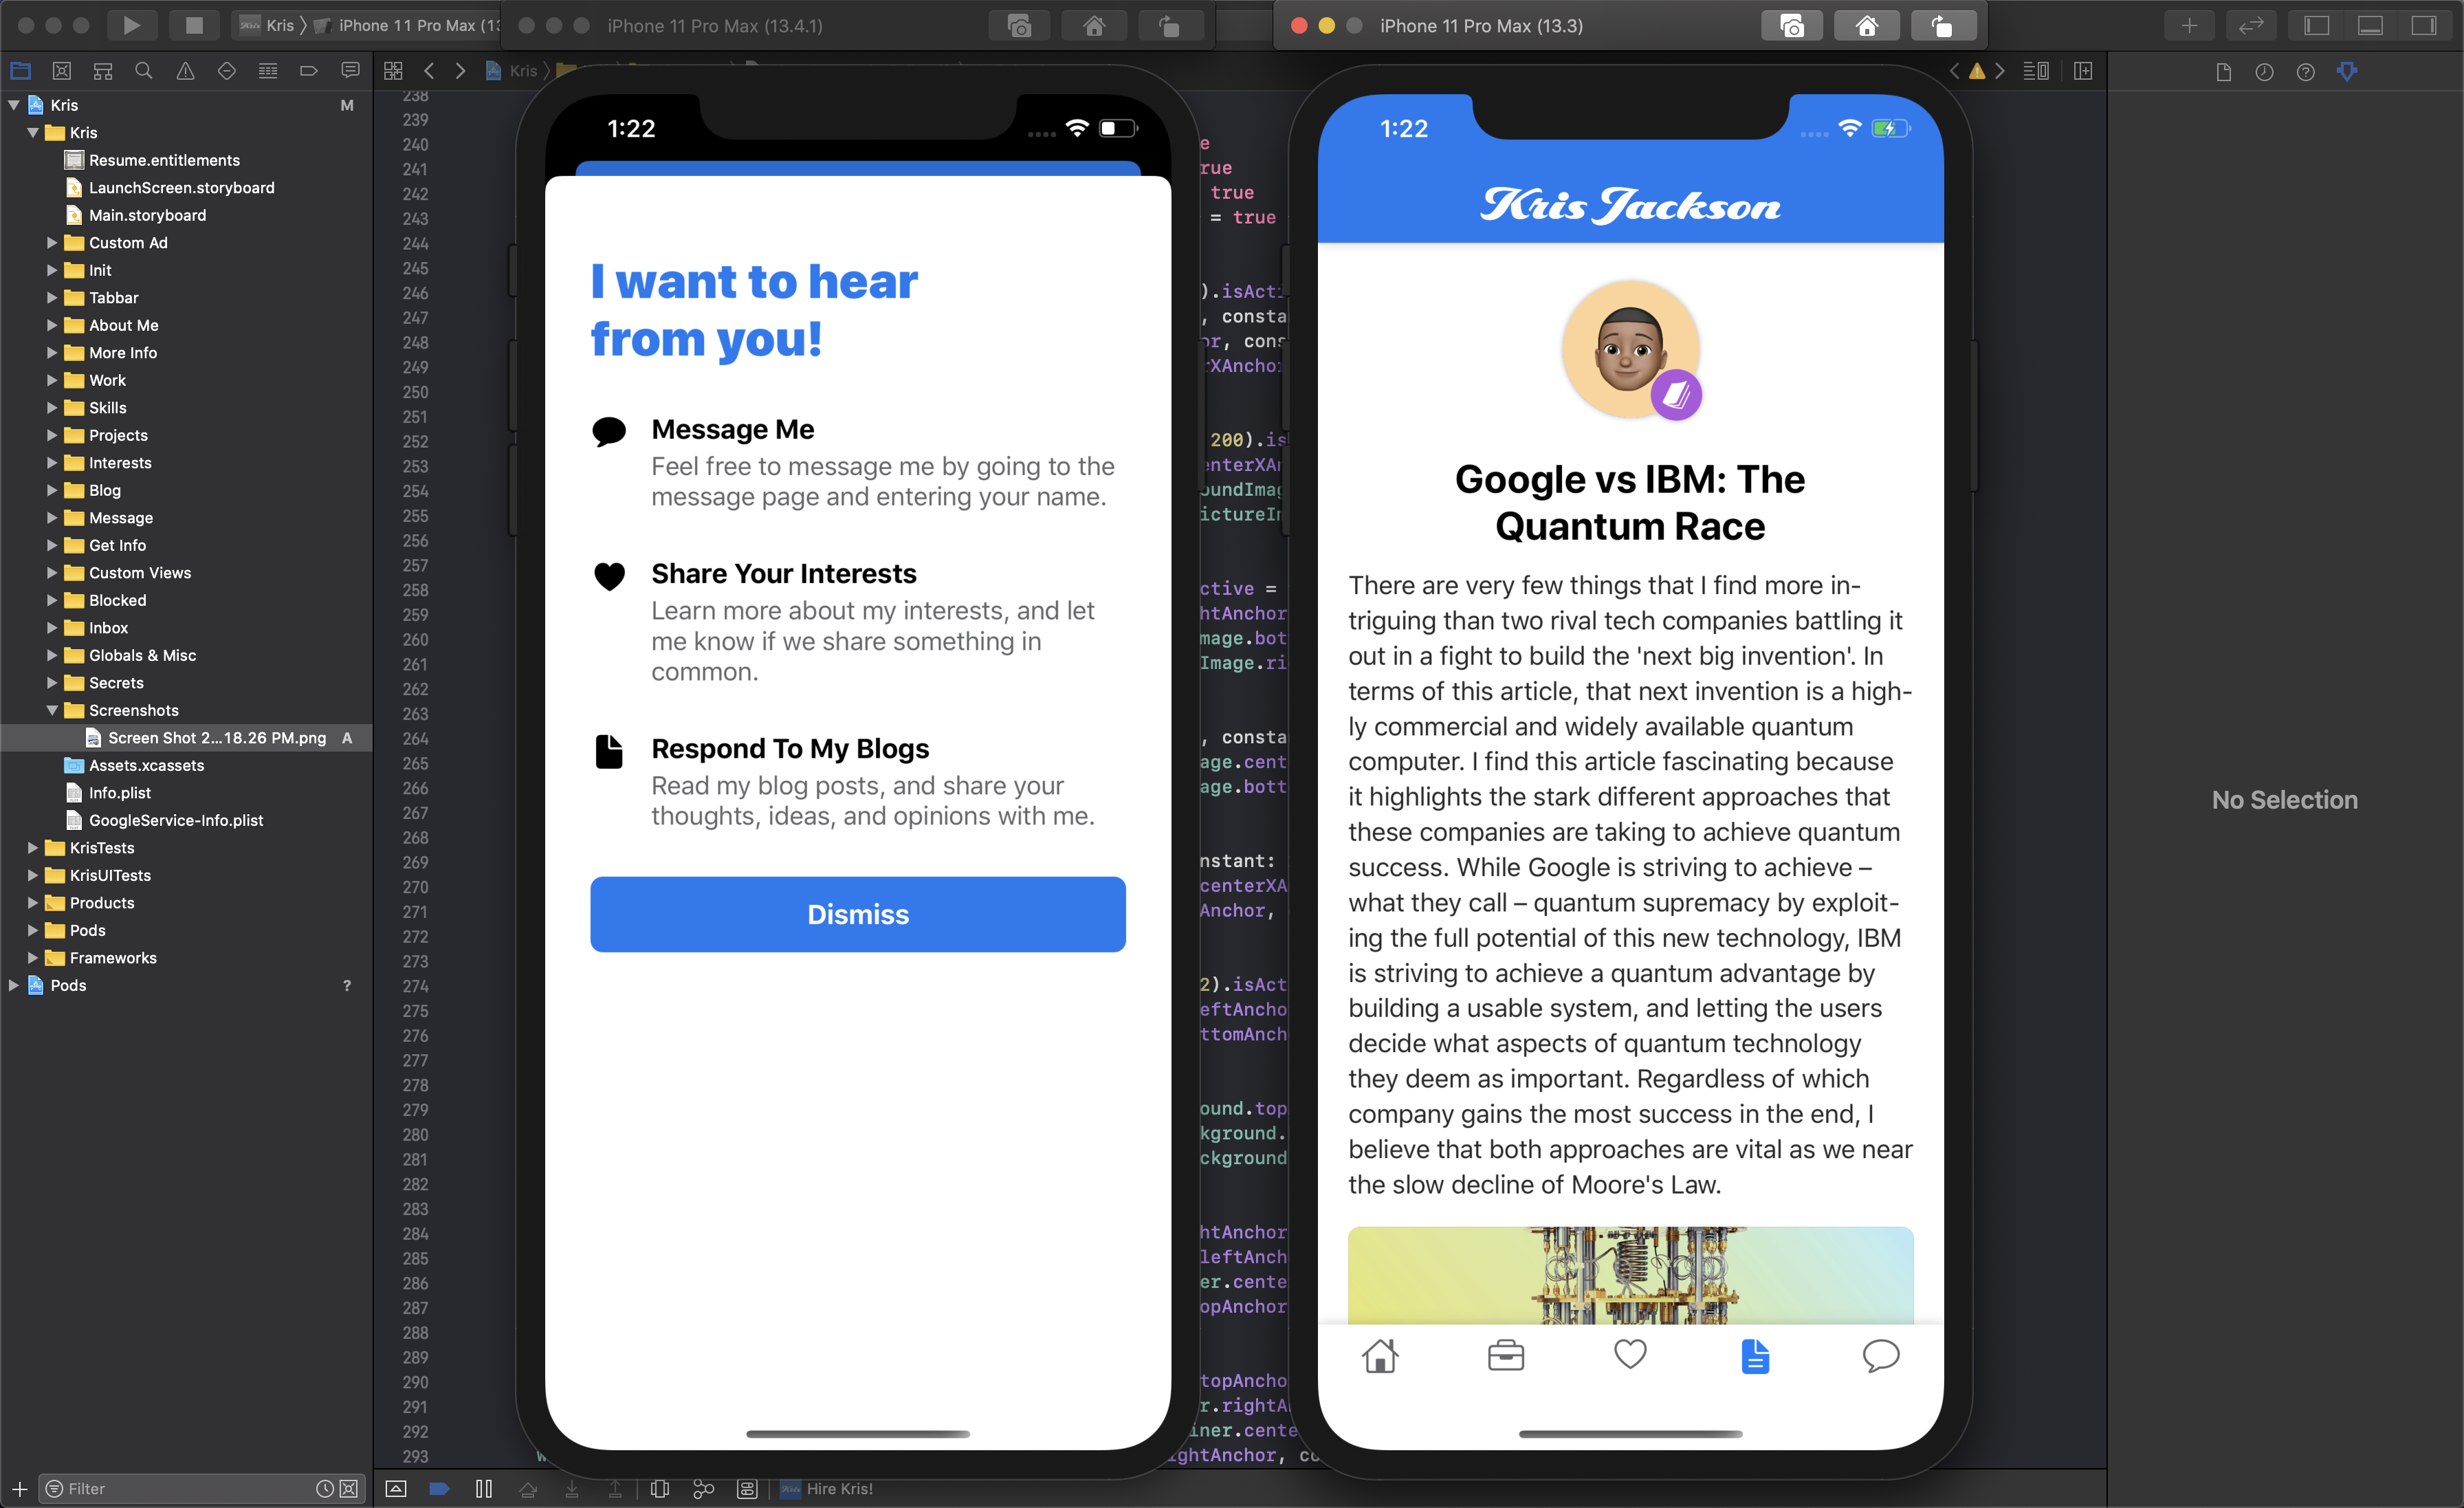 Kris
iPhone 11 Pro Max (13
iPhone 11 Pro Max (13.4.1)
iPhone 11 Pro Max (13.3)
Kris
Kris M
Kris
Resume.entitlements
LaunchScreen.storyboard
Main.storyboard
Custom Ad
Init
Tabbar
About Me
More Info
Work
Skills
Projects
Interests
Blog
Message
Get Info
Custom Views
Blocked
Inbox
Globals & Misc
Secrets
Screenshots
Screen Shot 2...18.26 PM.png A
Assets.xcassets
Info.plist
GoogleService-Info.plist
KrisTests
KrisUITests
Products
Pods
Frameworks
Pods ?
Filter
238
239
240
241
242
243
244
245
246
247
248
249
250
251
252
253
254
255
256
257
258
259
260
261
262
263
264
265
266
267
268
269
270
271
272
273
274
275
276
277
278
279
280
281
282
283
284
285
286
287
288
289
290
291
292
293
1:22
I want to hear
from you!
Message Me
Feel free to message me by going to the
message page and entering your name.
Share Your Interests
Learn more about my interests, and let
me know if we share something in
common.
Respond To My Blogs
Read my blog posts, and share your
thoughts, ideas, and opinions with me.
Dismiss
e
rue
true
= true
).isActi
, consta
or, cons
rXAncho
200).is
enterXAn
oundImag
ictureIm
ctive =
htAnchor
mage.bot
Image.ri
, consta
age.cent
age.bott
nstant:
centerXA
Anchor,
2).isAct
eftAncho
ttomAnch
ound.top
kground.
ckground
htAnchor
leftAnch
er.cente
opAnchor
topAncho
r.rightA
iner.cente
ightAnchor, co
1:22
Kris Jackson
Google vs IBM: The
Quantum Race
There are very few things that I find more in-
triguing than two rival tech companies battling it
out in a fight to build the 'next big invention'. In
terms of this article, that next invention is a high-
ly commercial and widely available quantum
computer. I find this article fascinating because
it highlights the stark different approaches that
these companies are taking to achieve quantum
success. While Google is striving to achieve –
what they call – quantum supremacy by exploit-
ing the full potential of this new technology, IBM
is striving to achieve a quantum advantage by
building a usable system, and letting the users
decide what aspects of quantum technology
they deem as important. Regardless of which
company gains the most success in the end, I
believe that both approaches are vital as we near
the slow decline of Moore's Law.
No Selection
Hire Kris!